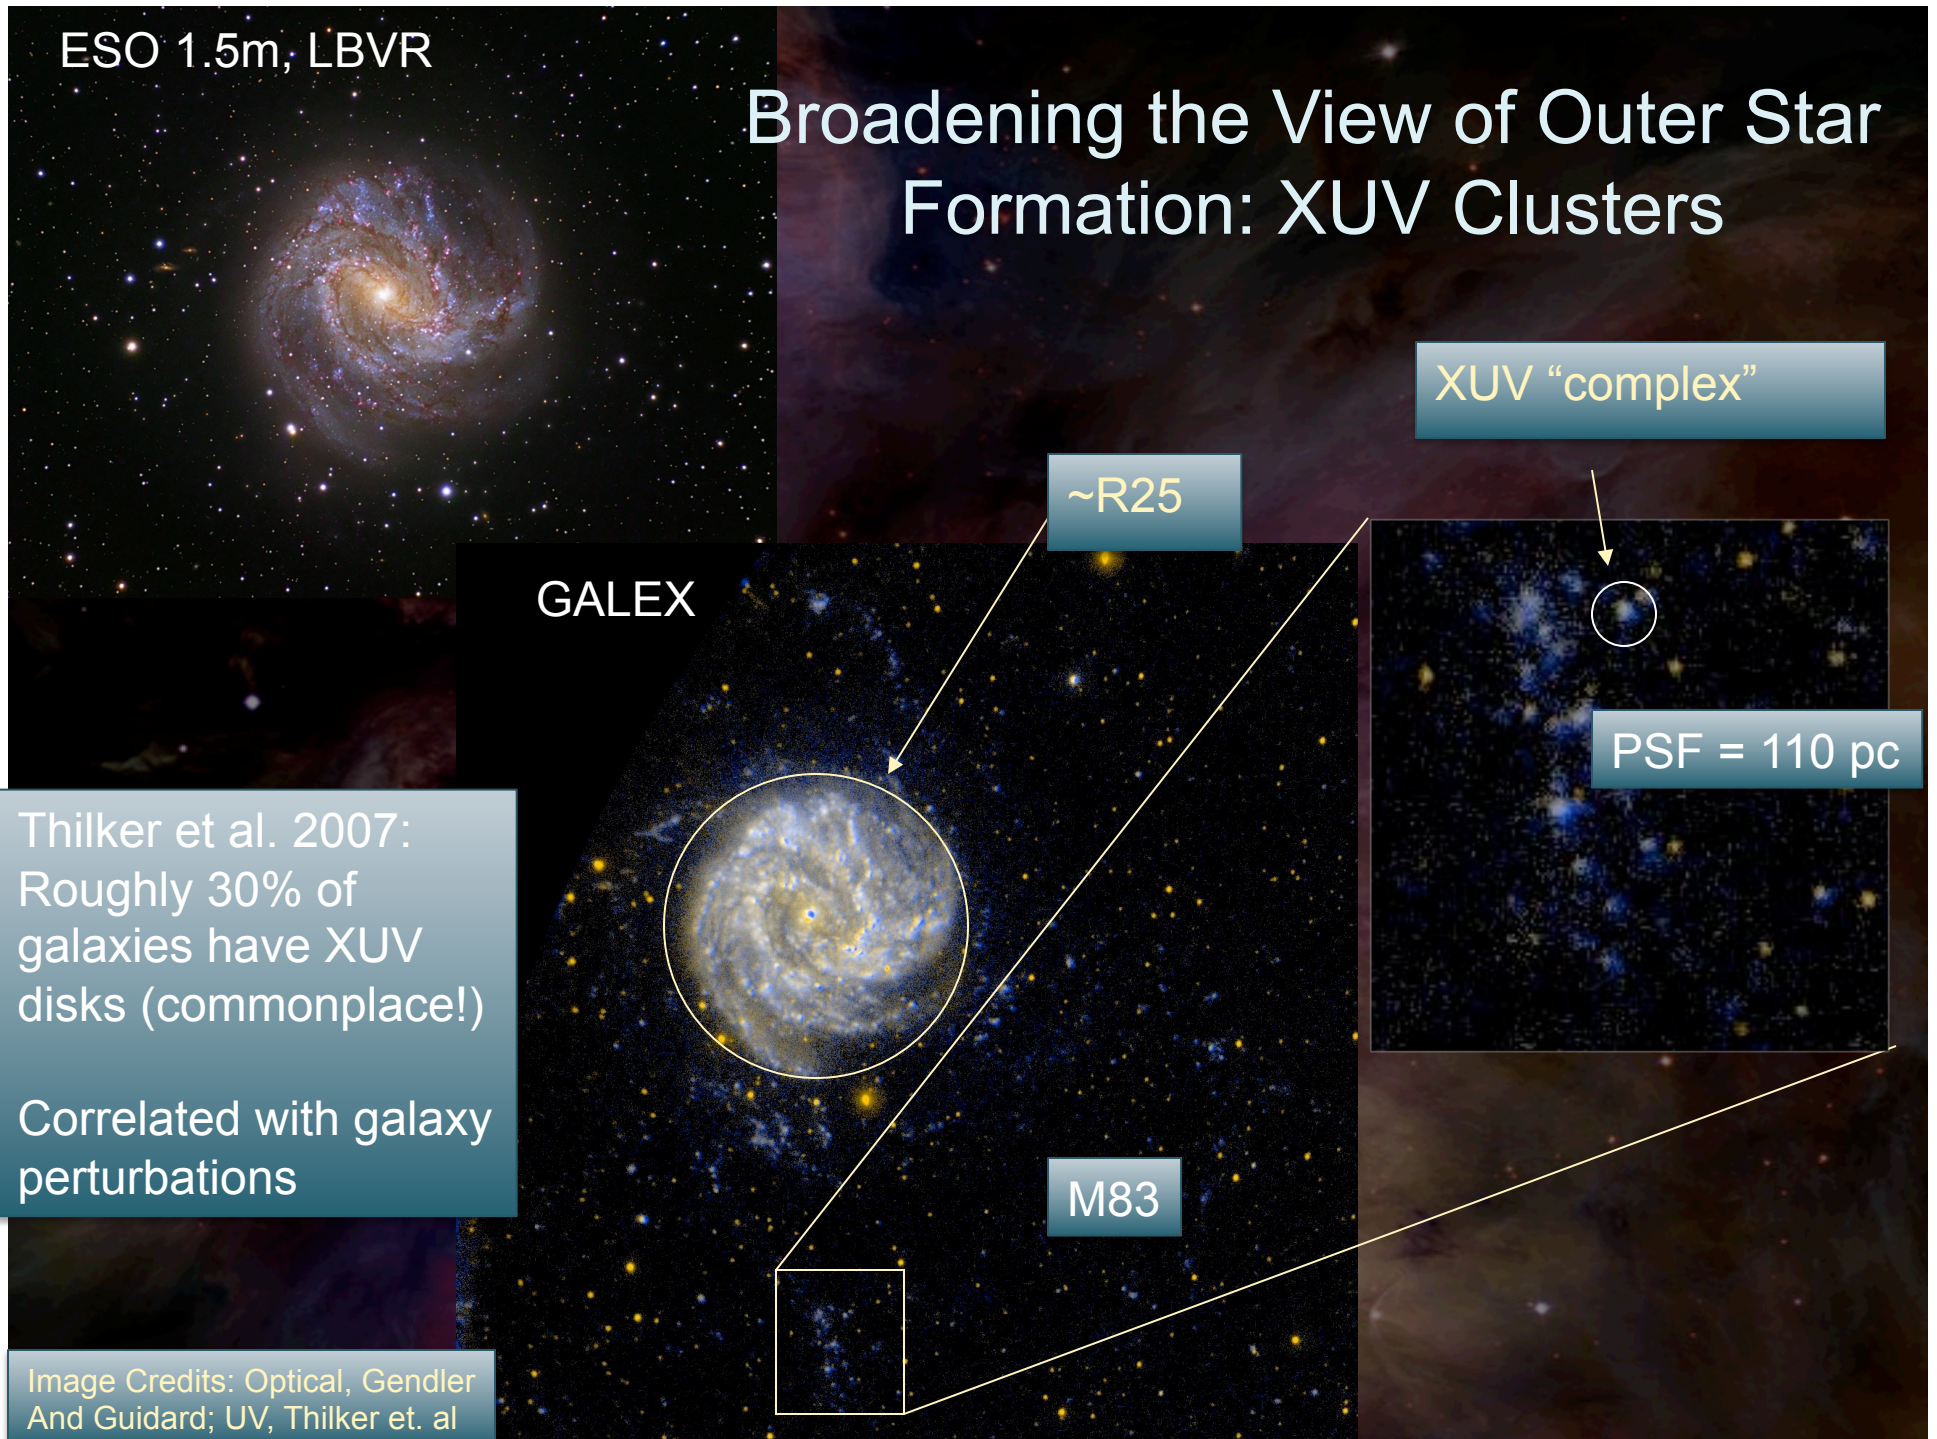 ESO 1.5m, LBVR
Broadening the View of Outer Star
Formation: XUV Clusters
XUV “complex”
~R25
GALEX
PSF = 110 pc
Thilker et al. 2007:
Roughly 30% of
galaxies have XUV
disks (commonplace!)
Correlated with galaxy
perturbations
M83
Image Credits: Optical, Gendler
And Guidard; UV, Thilker et. al